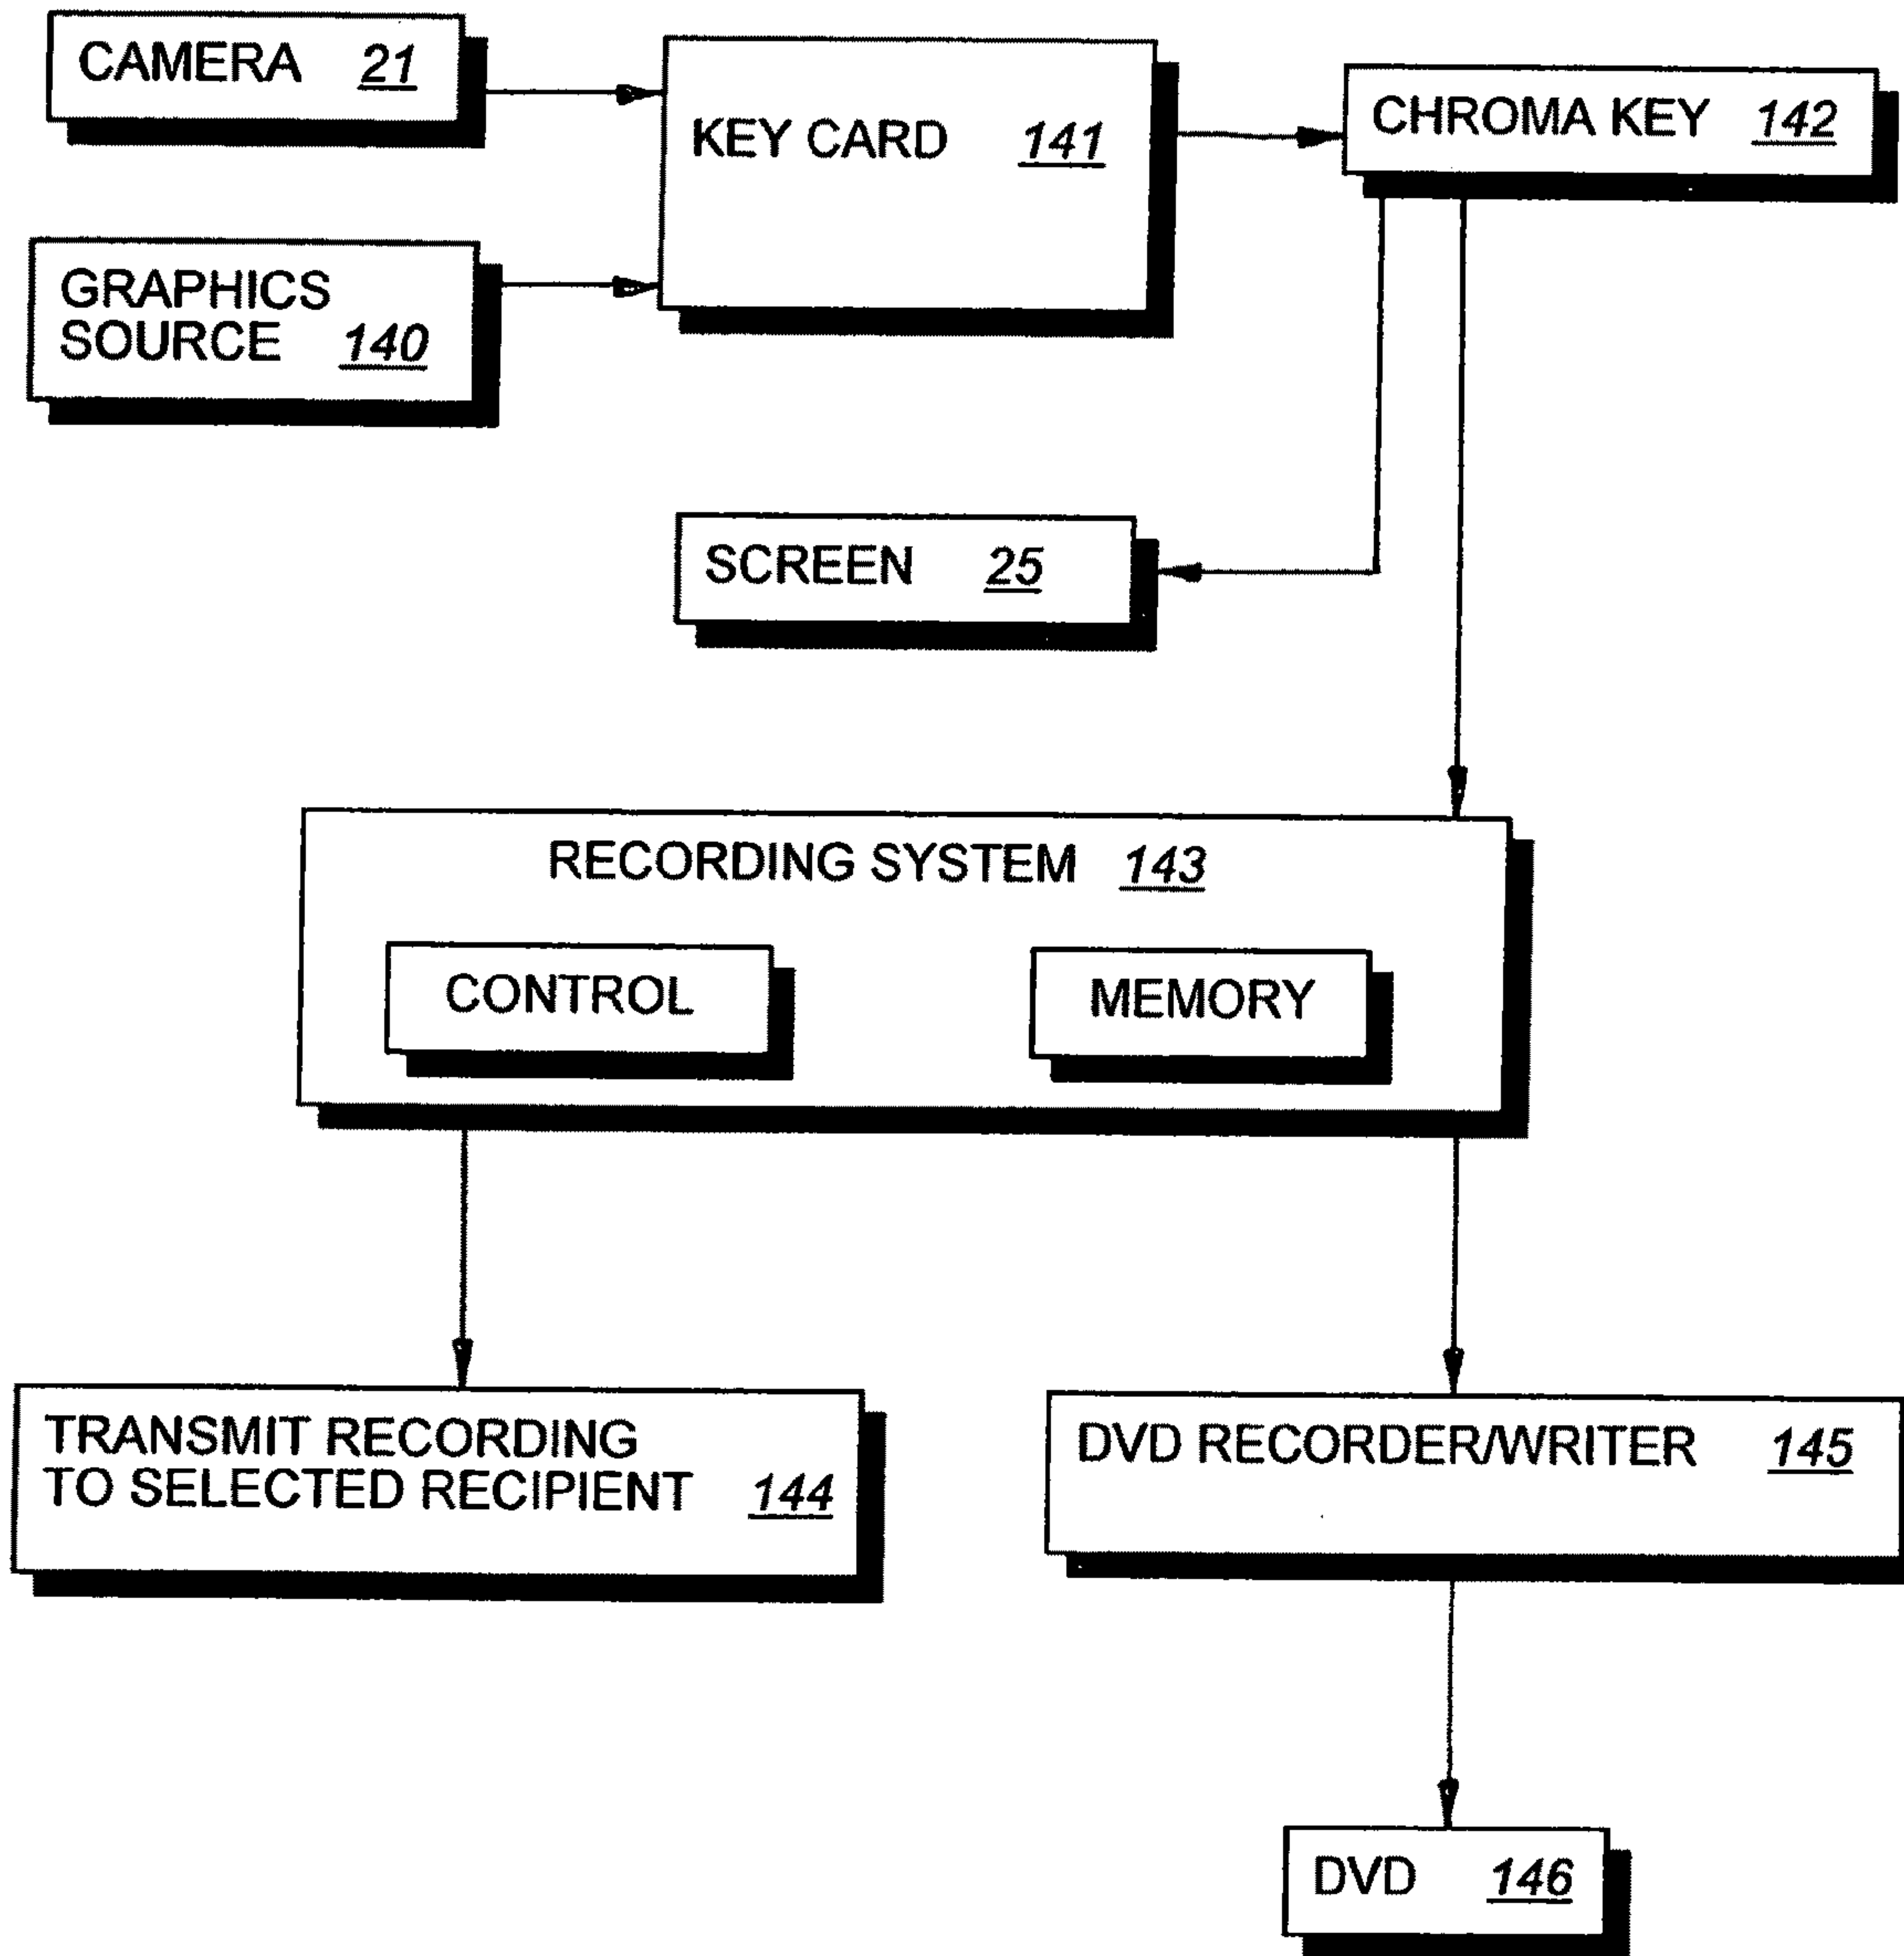 CAMERA 21
KEY CARD 141
CHROMA KEY 142
GRAPHICS
SOURCE 140
SCREEN 25
RECORDING SYSTEM 143
CONTROL
MEMORY
TRANSMIT RECORDING
TO SELECTED RECIPIENT 144
DVD RECORDER/WRITER 145
DVD 146